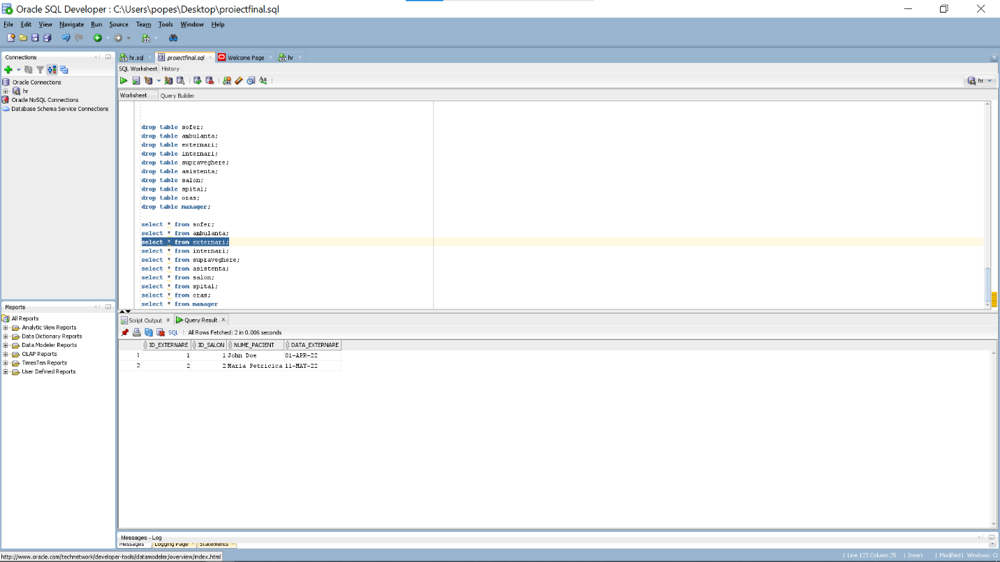 Oracle SQL Developer : C:\Users\popes\Desktop\proiectfinal.sql
File Edit View Navigate Run Source Team Tools Window Help
Connections
Oracle Connections
hr
Oracle NoSQL Connections
Database Schema Service Connections
Reports
All Reports
Analytic View Reports
Data Dictionary Reports
Data Modeler Reports
OLAP Reports
TimesTen Reports
User Defined Reports
hr.sql proiectfinal.sql Welcome Page hr
SQL Worksheet History
hr
Worksheet Query Builder
drop table sofer;
drop table ambulanta;
drop table externari;
drop table internari;
drop table supraveghere;
drop table asistenta;
drop table salon;
drop table spital;
drop table oras;
drop table manager;
select * from sofer;
select * from ambulanta;
select * from externari;
select * from internari;
select * from supraveghere;
select * from asistenta;
select * from salon;
select * from spital;
select * from oras;
select * from manager
Script Output x Query Result x
SQL | All Rows Fetched: 2 in 0.006 seconds
ID_EXTERNARE ID_SALON NUME_PACIENT DATA_EXTERNARE
1 1 1 John Doe 01-APR-22
2 2 2 Maria Petricica 11-MAY-22
Messages - Log
Messages Logging Page Statements
http://www.oracle.com/technetwork/developer-tools/datamodeler/overview/index.html
| Line 123 Column 25 | Insert | Modified | Windows: